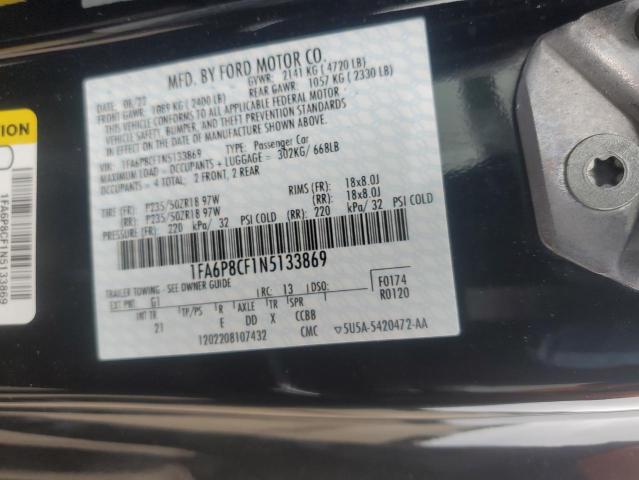 MFD. BY FORD MOTOR CO.
DATE: 08/22 GVWR: 2141 KG (4720 LB)
FRONT GAWR: 1089 KG (2400 LB) REAR GAWR: 1057 KG (2330 LB)
THIS VEHICLE CONFORMS TO ALL APPLICABLE FEDERAL MOTOR
VEHICLE SAFETY, BUMPER, AND THEFT PREVENTION STANDARDS
IN EFFECT ON THE DATE OF MANUFACTURE SHOWN ABOVE.
VIN: 1FA6P8CF1N5133869 TYPE: Passenger Car
MAXIMUM LOAD = OCCUPANTS + LUGGAGE = 302KG/ 668LB
OCCUPANTS = 4 TOTAL; 2 FRONT, 2 REAR
TIRE (FR): P235/50ZR18 97W RIMS (FR): 18x8.0J
(RR): P235/50ZR18 97W (RR): 18x8.0J
PRESSURE (FR): 220 kPa/ 32 PSI COLD (RR): 220 kPa/ 32 PSI COLD
1FA6P8CF1N5133869
TRAILER TOWING - SEE OWNER GUIDE
EXT PNT: G1 RC: 13 DSO: F0174
R0120
INT TR TP/PS R AXLE TR SPR
21 E DD X CCBB
1202208107432 CMC 5U5A-5420472-AA
TION
1FA6P8CF1N5133869